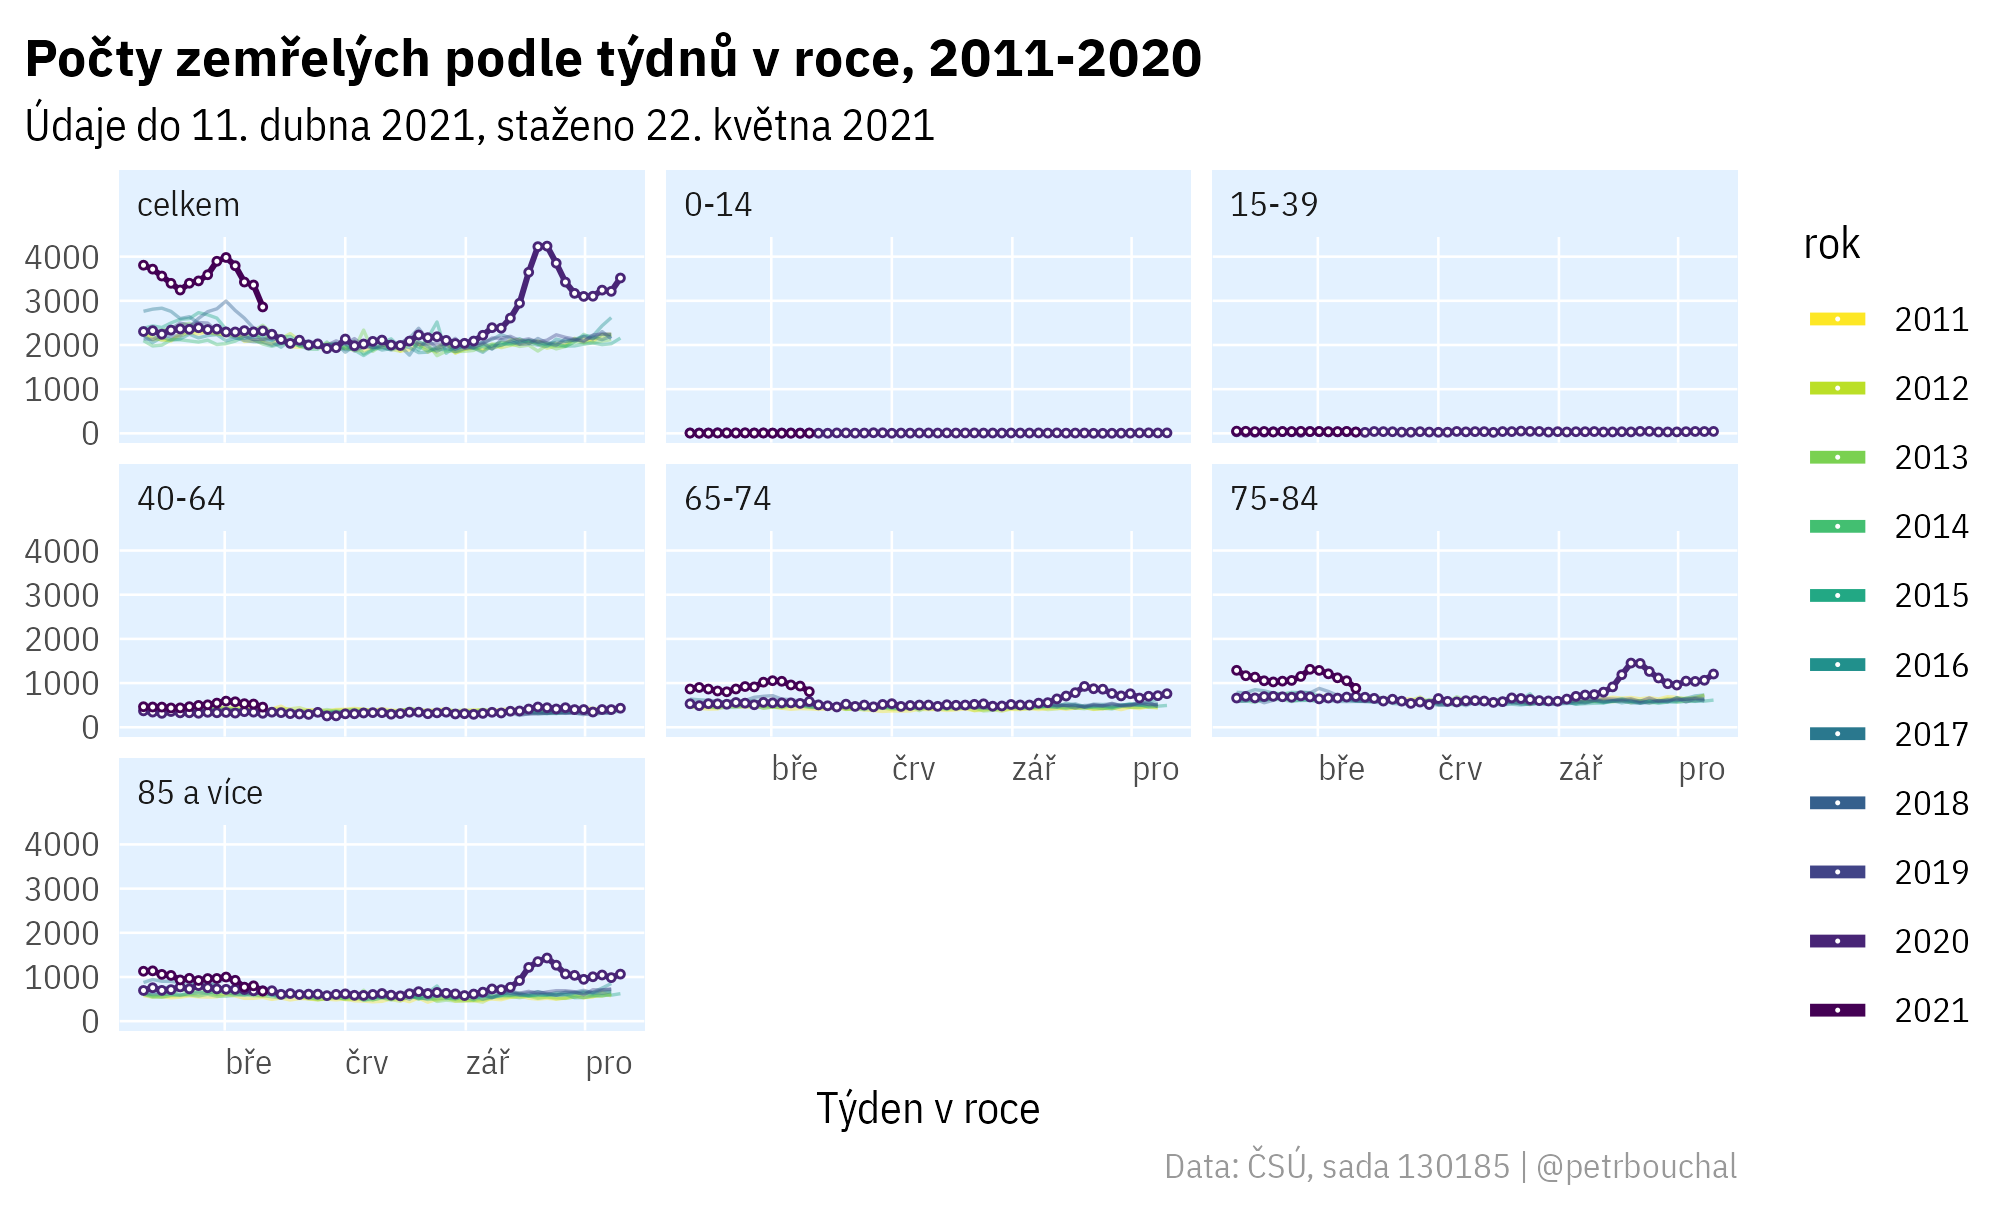 Počty zemřelých podle týdnů v roce, 2011-2020
Údaje do 11. dubna 2021, staženo 22. května 2021
celkem
0-14
15-39
4000
3000
2000
1000
0
40-64
65-74
75-84
4000
3000
2000
1000
0
bře
črv
zář
pro
bře
črv
zář
pro
85 a více
4000
3000
2000
1000
0
bře
črv
zář
pro
Týden v roce
rok
2011
2012
2013
2014
2015
2016
2017
2018
2019
2020
2021
Data: ČSÚ, sada 130185 | @petrbouchal